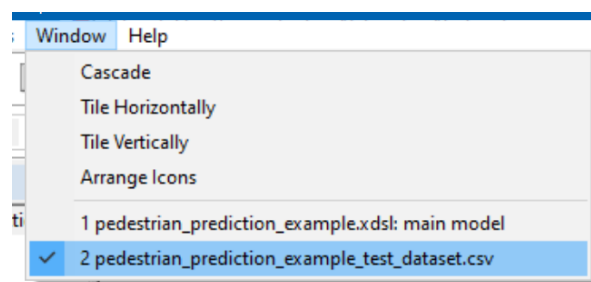 Window Help
Cascade
Tile Horizontally
Tile Vertically
Arrange Icons
1 pedestrian_prediction_example.xdsl: main model
2 pedestrian_prediction_example_test_dataset.csv